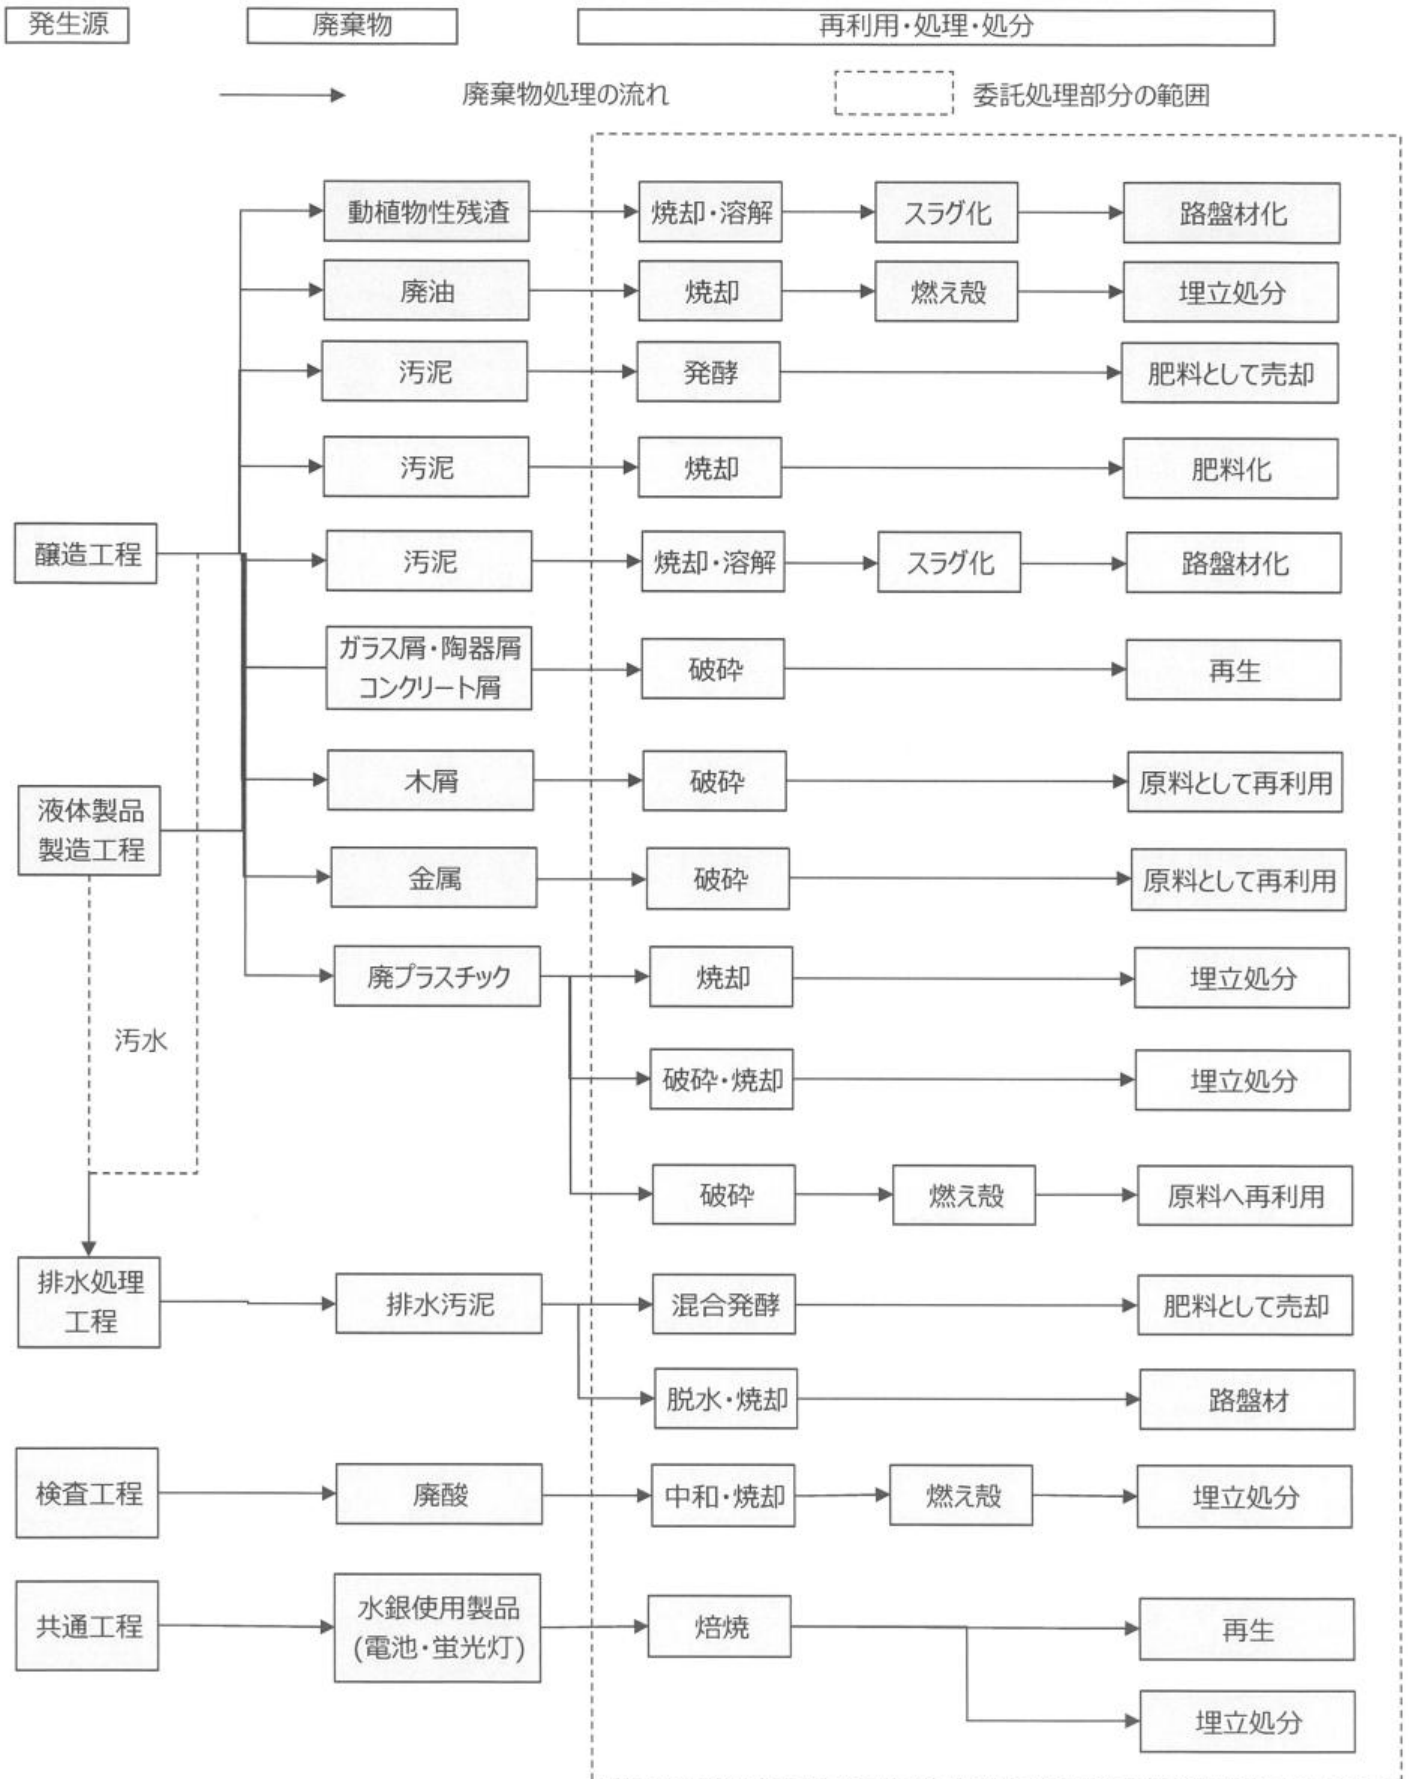 発生源
廃棄物
再利用・処理・処分
廃棄物処理の流れ
委託処理部分の範囲
動植物性残渣
焼却・溶解
スラグ化
路盤材化
廃油
焼却
燃え殻
埋立処分
汚泥
発酵
肥料として売却
汚泥
焼却
肥料化
醸造工程
汚泥
焼却・溶解
スラグ化
路盤材化
ガラス屑・陶器屑
コンクリート屑
破砕
再生
木屑
破砕
原料として再利用
液体製品
製造工程
金属
破砕
原料として再利用
廃プラスチック
焼却
埋立処分
汚水
破砕・焼却
埋立処分
破砕
燃え殻
原料へ再利用
排水処理
工程
排水汚泥
混合発酵
肥料として売却
脱水・焼却
路盤材
検査工程
廃酸
中和・焼却
燃え殻
埋立処分
共通工程
水銀使用製品
(電池・蛍光灯)
焙焼
再生
埋立処分